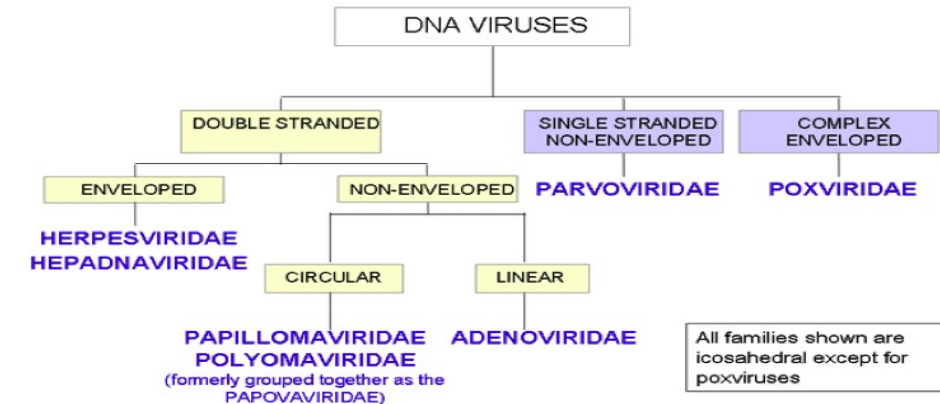 DNA VIRUSES
DOUBLE STRANDED
SINGLE STRANDED
NON-ENVELOPED
COMPLEX
ENVELOPED
ENVELOPED
NON-ENVELOPED
PARVOVIRIDAE
POXVIRIDAE
HERPESVIRIDAE
HEPADNAVIRIDAE
CIRCULAR
LINEAR
PAPILLOMAVIRIDAE
POLYOMAVIRIDAE
(formerly grouped together as the
PAPOVAVIRIDAE)
ADENOVIRIDAE
All families shown are
icosahedral except for
poxviruses